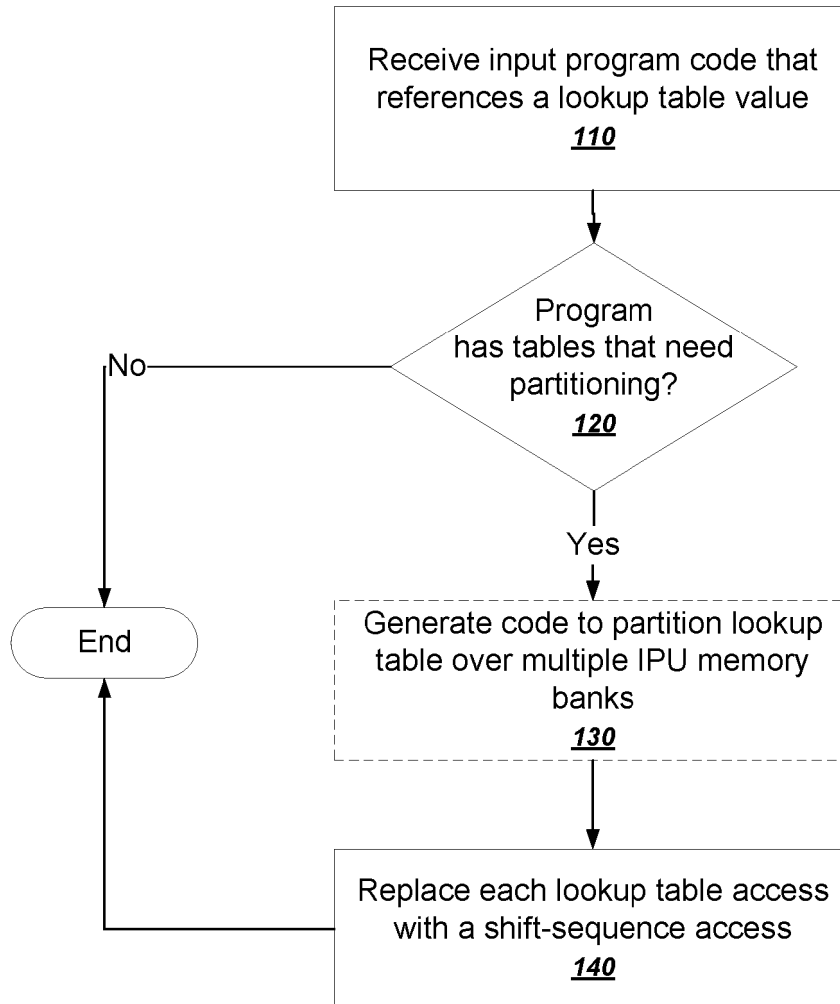 Receive input program code that
references a lookup table value
110
Program
has tables that need
partitioning?
120
No
Yes
End
Generate code to partition lookup
table over multiple IPU memory
banks
130
Replace each lookup table access
with a shift-sequence access
140